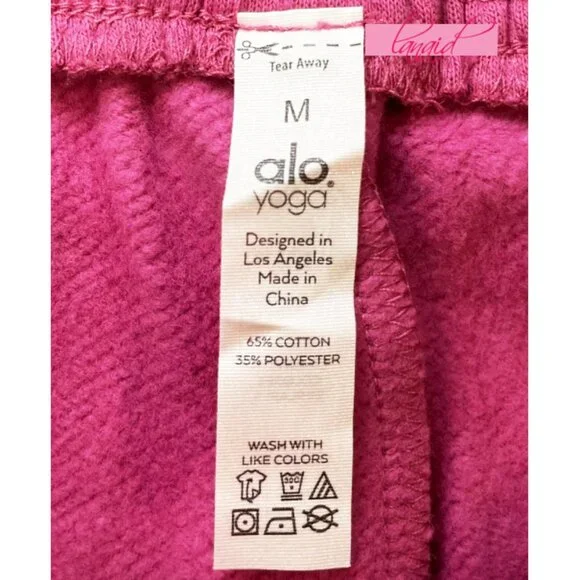 langid
Tear Away
M
alo
yoga
Designed in
Los Angeles
Made in
China
65% COTTON
35% POLYESTER
WASH WITH
LIKE COLORS